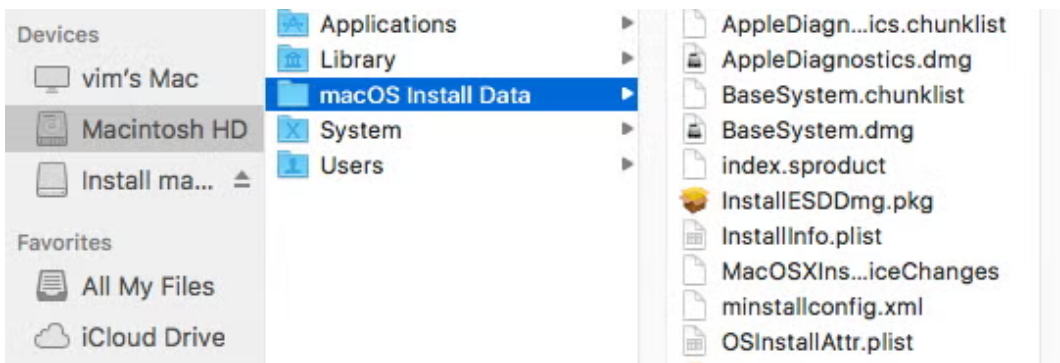 Devices
vim's Mac
Macintosh HD
Install ma...
Favorites
All My Files
iCloud Drive
Applications
Library
macOS Install Data
System
Users
AppleDiagn...ics.chunklist
AppleDiagnostics.dmg
BaseSystem.chunklist
BaseSystem.dmg
index.sproduct
InstallESDDmg.pkg
InstallInfo.plist
MacOSXIns...iceChanges
minstallconfig.xml
OSInstallAttr.plist